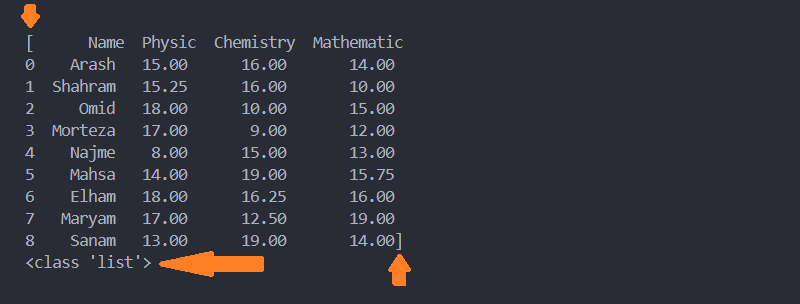 [      Name  Physic  Chemistry  Mathematic
0    Arash   15.00      16.00       14.00
1  Shahram   15.25      16.00       10.00
2     Omid   18.00      10.00       15.00
3  Morteza   17.00       9.00       12.00
4    Najme    8.00      15.00       13.00
5    Mahsa   14.00      19.00       15.75
6    Elham   18.00      16.25       16.00
7   Maryam   17.00      12.50       19.00
8    Sanam   13.00      19.00       14.00]
<class 'list'>